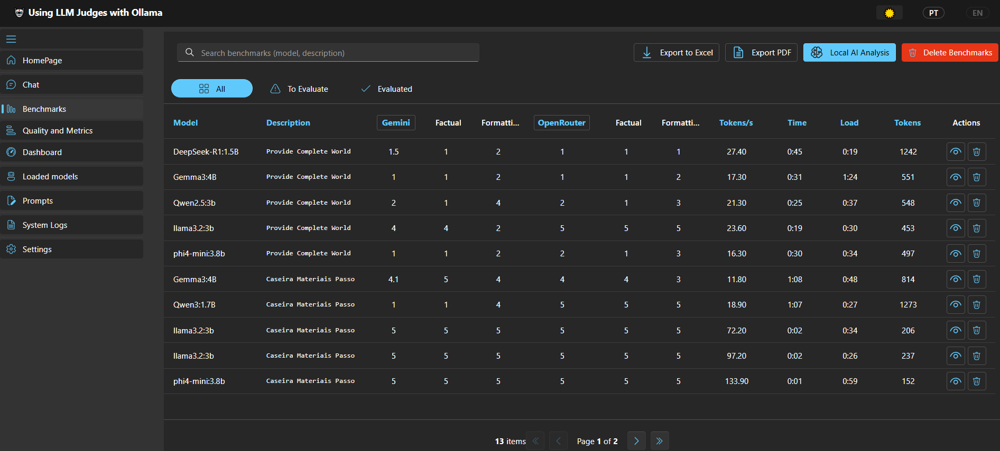 Using LLM Judges with Ollama PT EN
HomePage
Chat
Benchmarks
Quality and Metrics
Dashboard
Loaded models
Prompts
System Logs
Settings
Search benchmarks (model, description) Export to Excel Export PDF Local AI Analysis Delete Benchmarks
All To Evaluate Evaluated
Model Description Gemini Factual Formatti... OpenRouter Factual Formatti... Tokens/s Time Load Tokens Actions
DeepSeek-R1:1.5B Provide Complete World 1.5 1 2 1 1 1 27.40 0:45 0:19 1242
Gemma3:4B Provide Complete World 1 1 2 1 1 2 17.30 0:31 1:24 551
Qwen2.5:3b Provide Complete World 2 1 4 2 1 3 21.30 0:25 0:37 548
llama3.2:3b Provide Complete World 4 4 2 5 5 5 23.60 0:19 0:30 453
phi4-mini:3.8b Provide Complete World 1 1 2 2 1 3 16.30 0:30 0:34 497
Gemma3:4B Caseira Materiais Passo 4.1 5 4 4 4 3 11.80 1:08 0:48 814
Qwen3:1.7B Caseira Materiais Passo 1 1 4 5 5 5 18.90 1:07 0:27 1273
llama3.2:3b Caseira Materiais Passo 5 5 5 5 5 5 72.20 0:02 0:34 206
llama3.2:3b Caseira Materiais Passo 5 5 5 5 5 5 97.20 0:02 0:26 237
phi4-mini:3.8b Caseira Materiais Passo 5 5 5 5 5 5 133.90 0:01 0:59 152
13 items Page 1 of 2